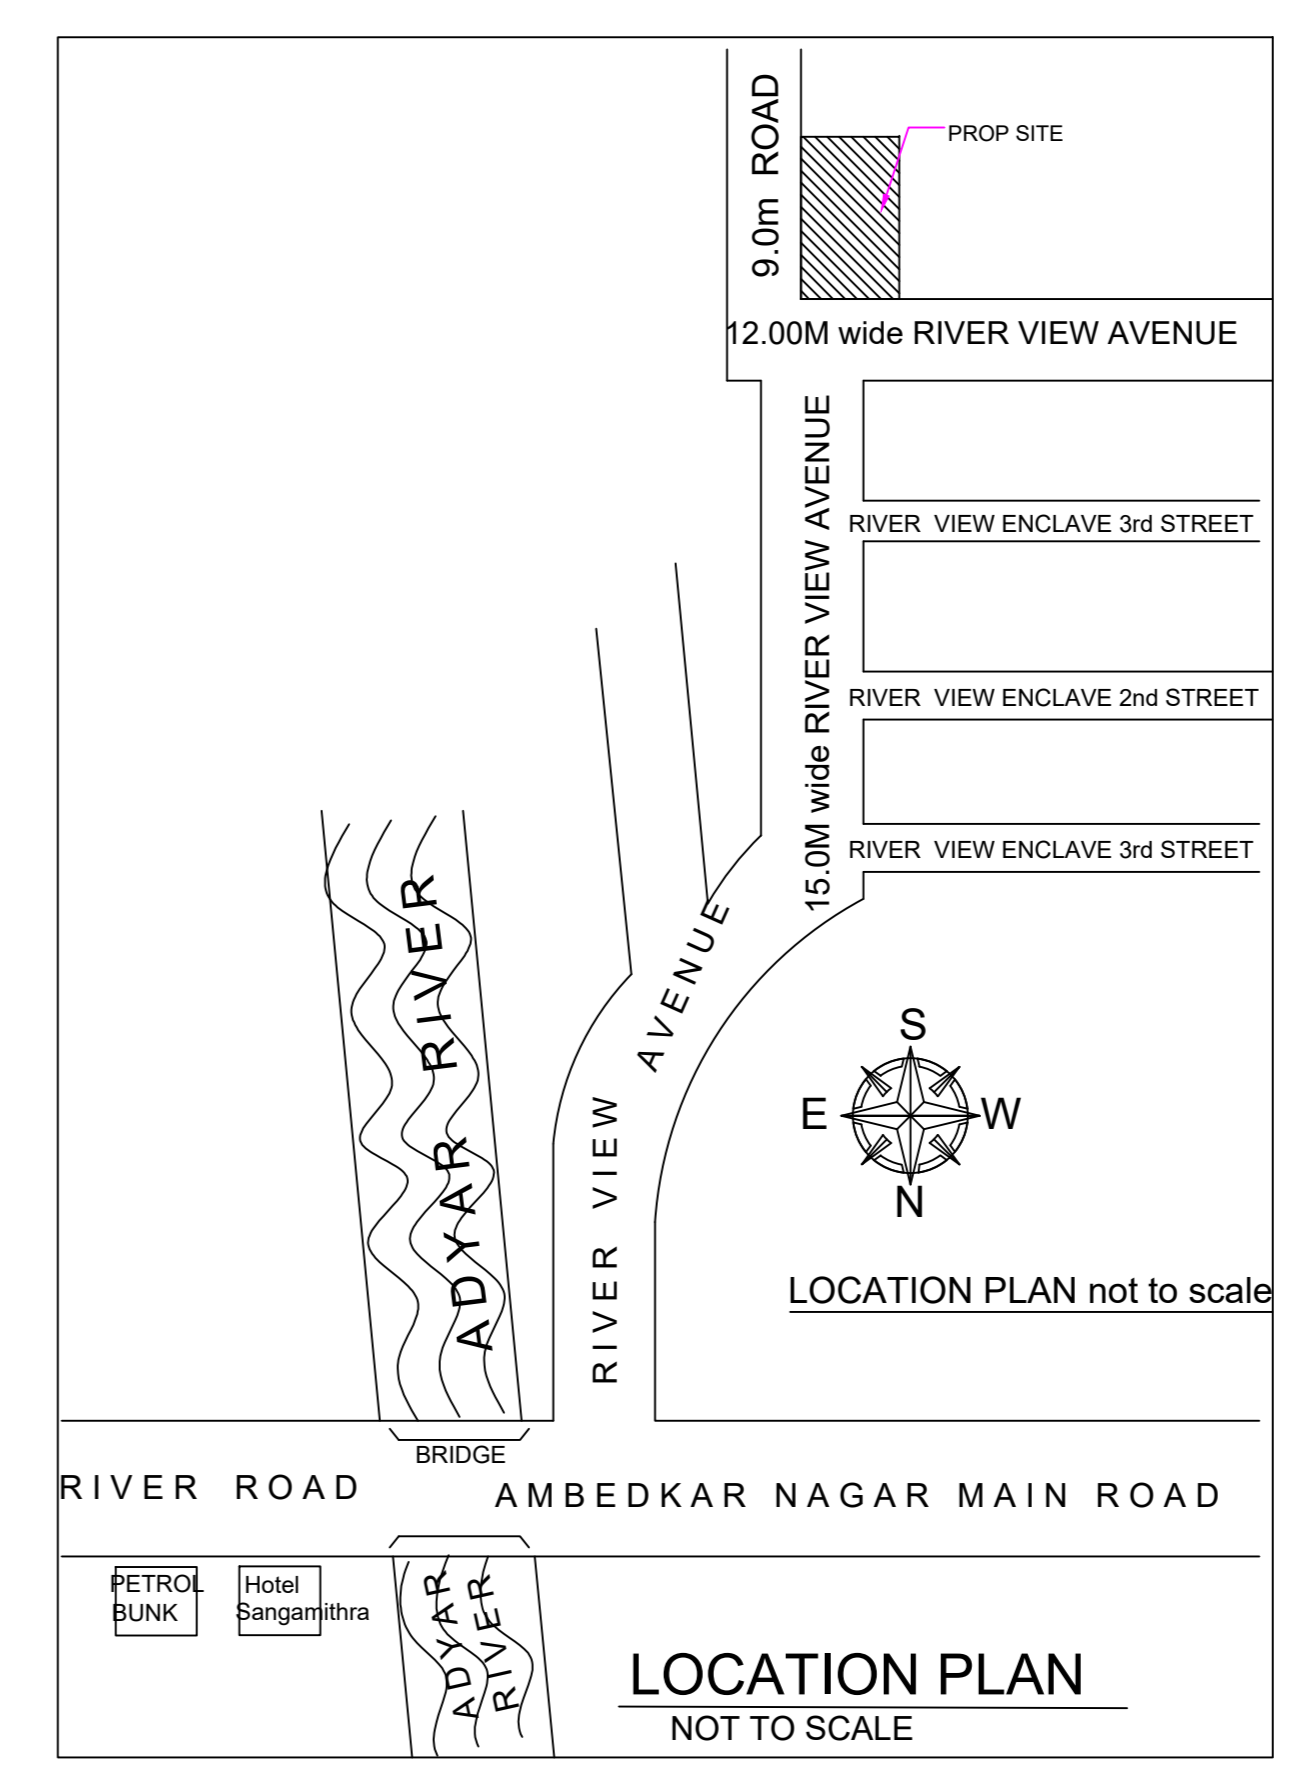 PROP SITE
9.0m ROAD
12.00M wide RIVER VIEW AVENUE
15.0M wide RIVER VIEW AVENUE
RIVER VIEW ENCLAVE 3rd STREET
RIVER VIEW ENCLAVE 2nd STREET
RIVER VIEW ENCLAVE 3rd STREET
ADYAR RIVER
RIVER VIEW AVENUE
S
E
W
N
LOCATION PLAN not to scale
BRIDGE
RIVER ROAD
AMBEDKAR NAGAR MAIN ROAD
PETROL
BUNK
Hotel
Sangamithra
ADYAR
RIVER
LOCATION PLAN
NOT TO SCALE